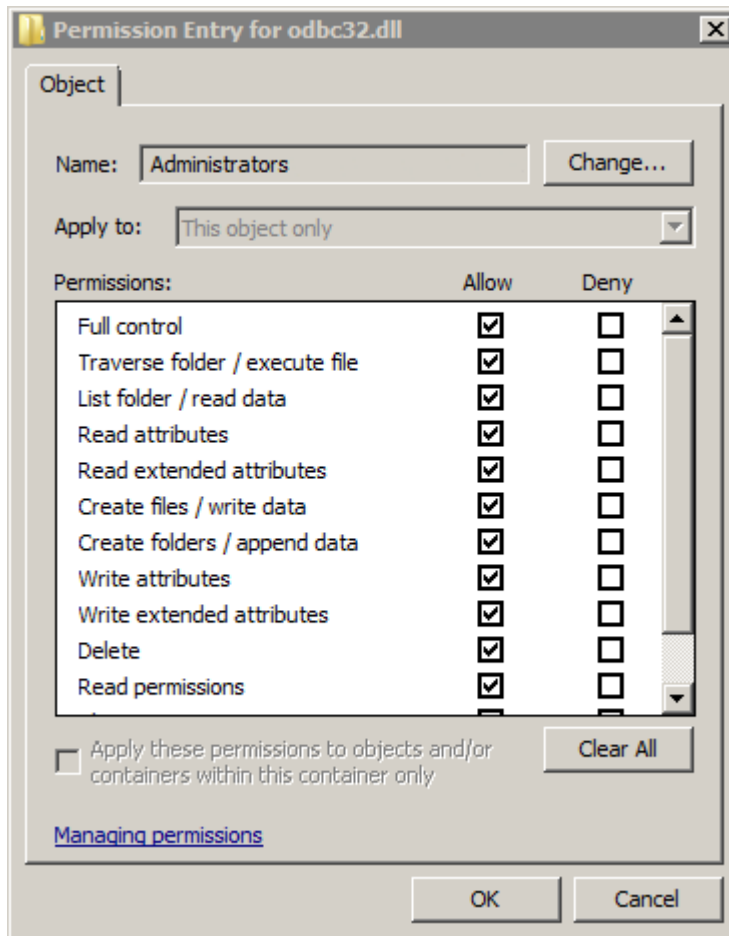 Permission Entry for odbc32.dll
Object
Name: Administrators Change...
Apply to: This object only
Permissions: Allow Deny
Full control
Traverse folder / execute file
List folder / read data
Read attributes
Read extended attributes
Create files / write data
Create folders / append data
Write attributes
Write extended attributes
Delete
Read permissions
Apply these permissions to objects and/or
containers within this container only
Clear All
Managing permissions
OK Cancel